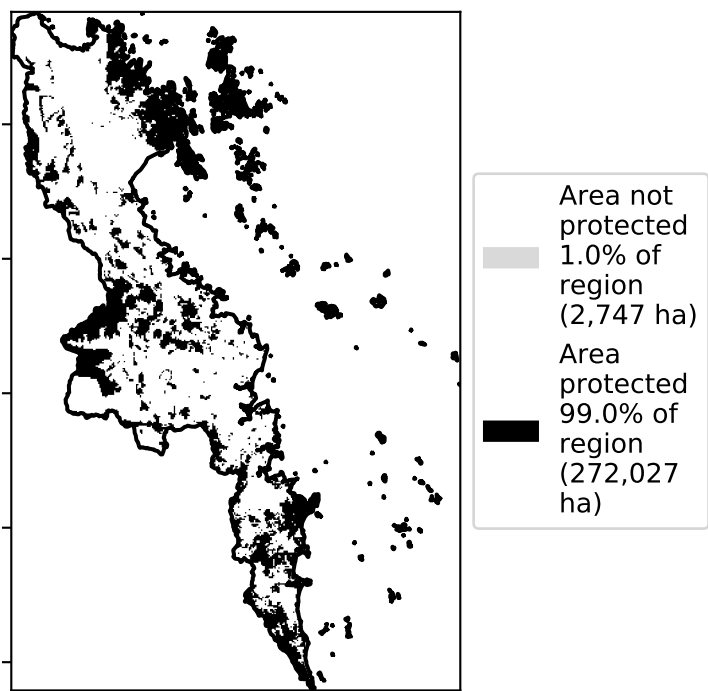 Area not
protected
1.0% of
region
(2,747 ha)
Area
protected
99.0% of
region
(272,027
ha)